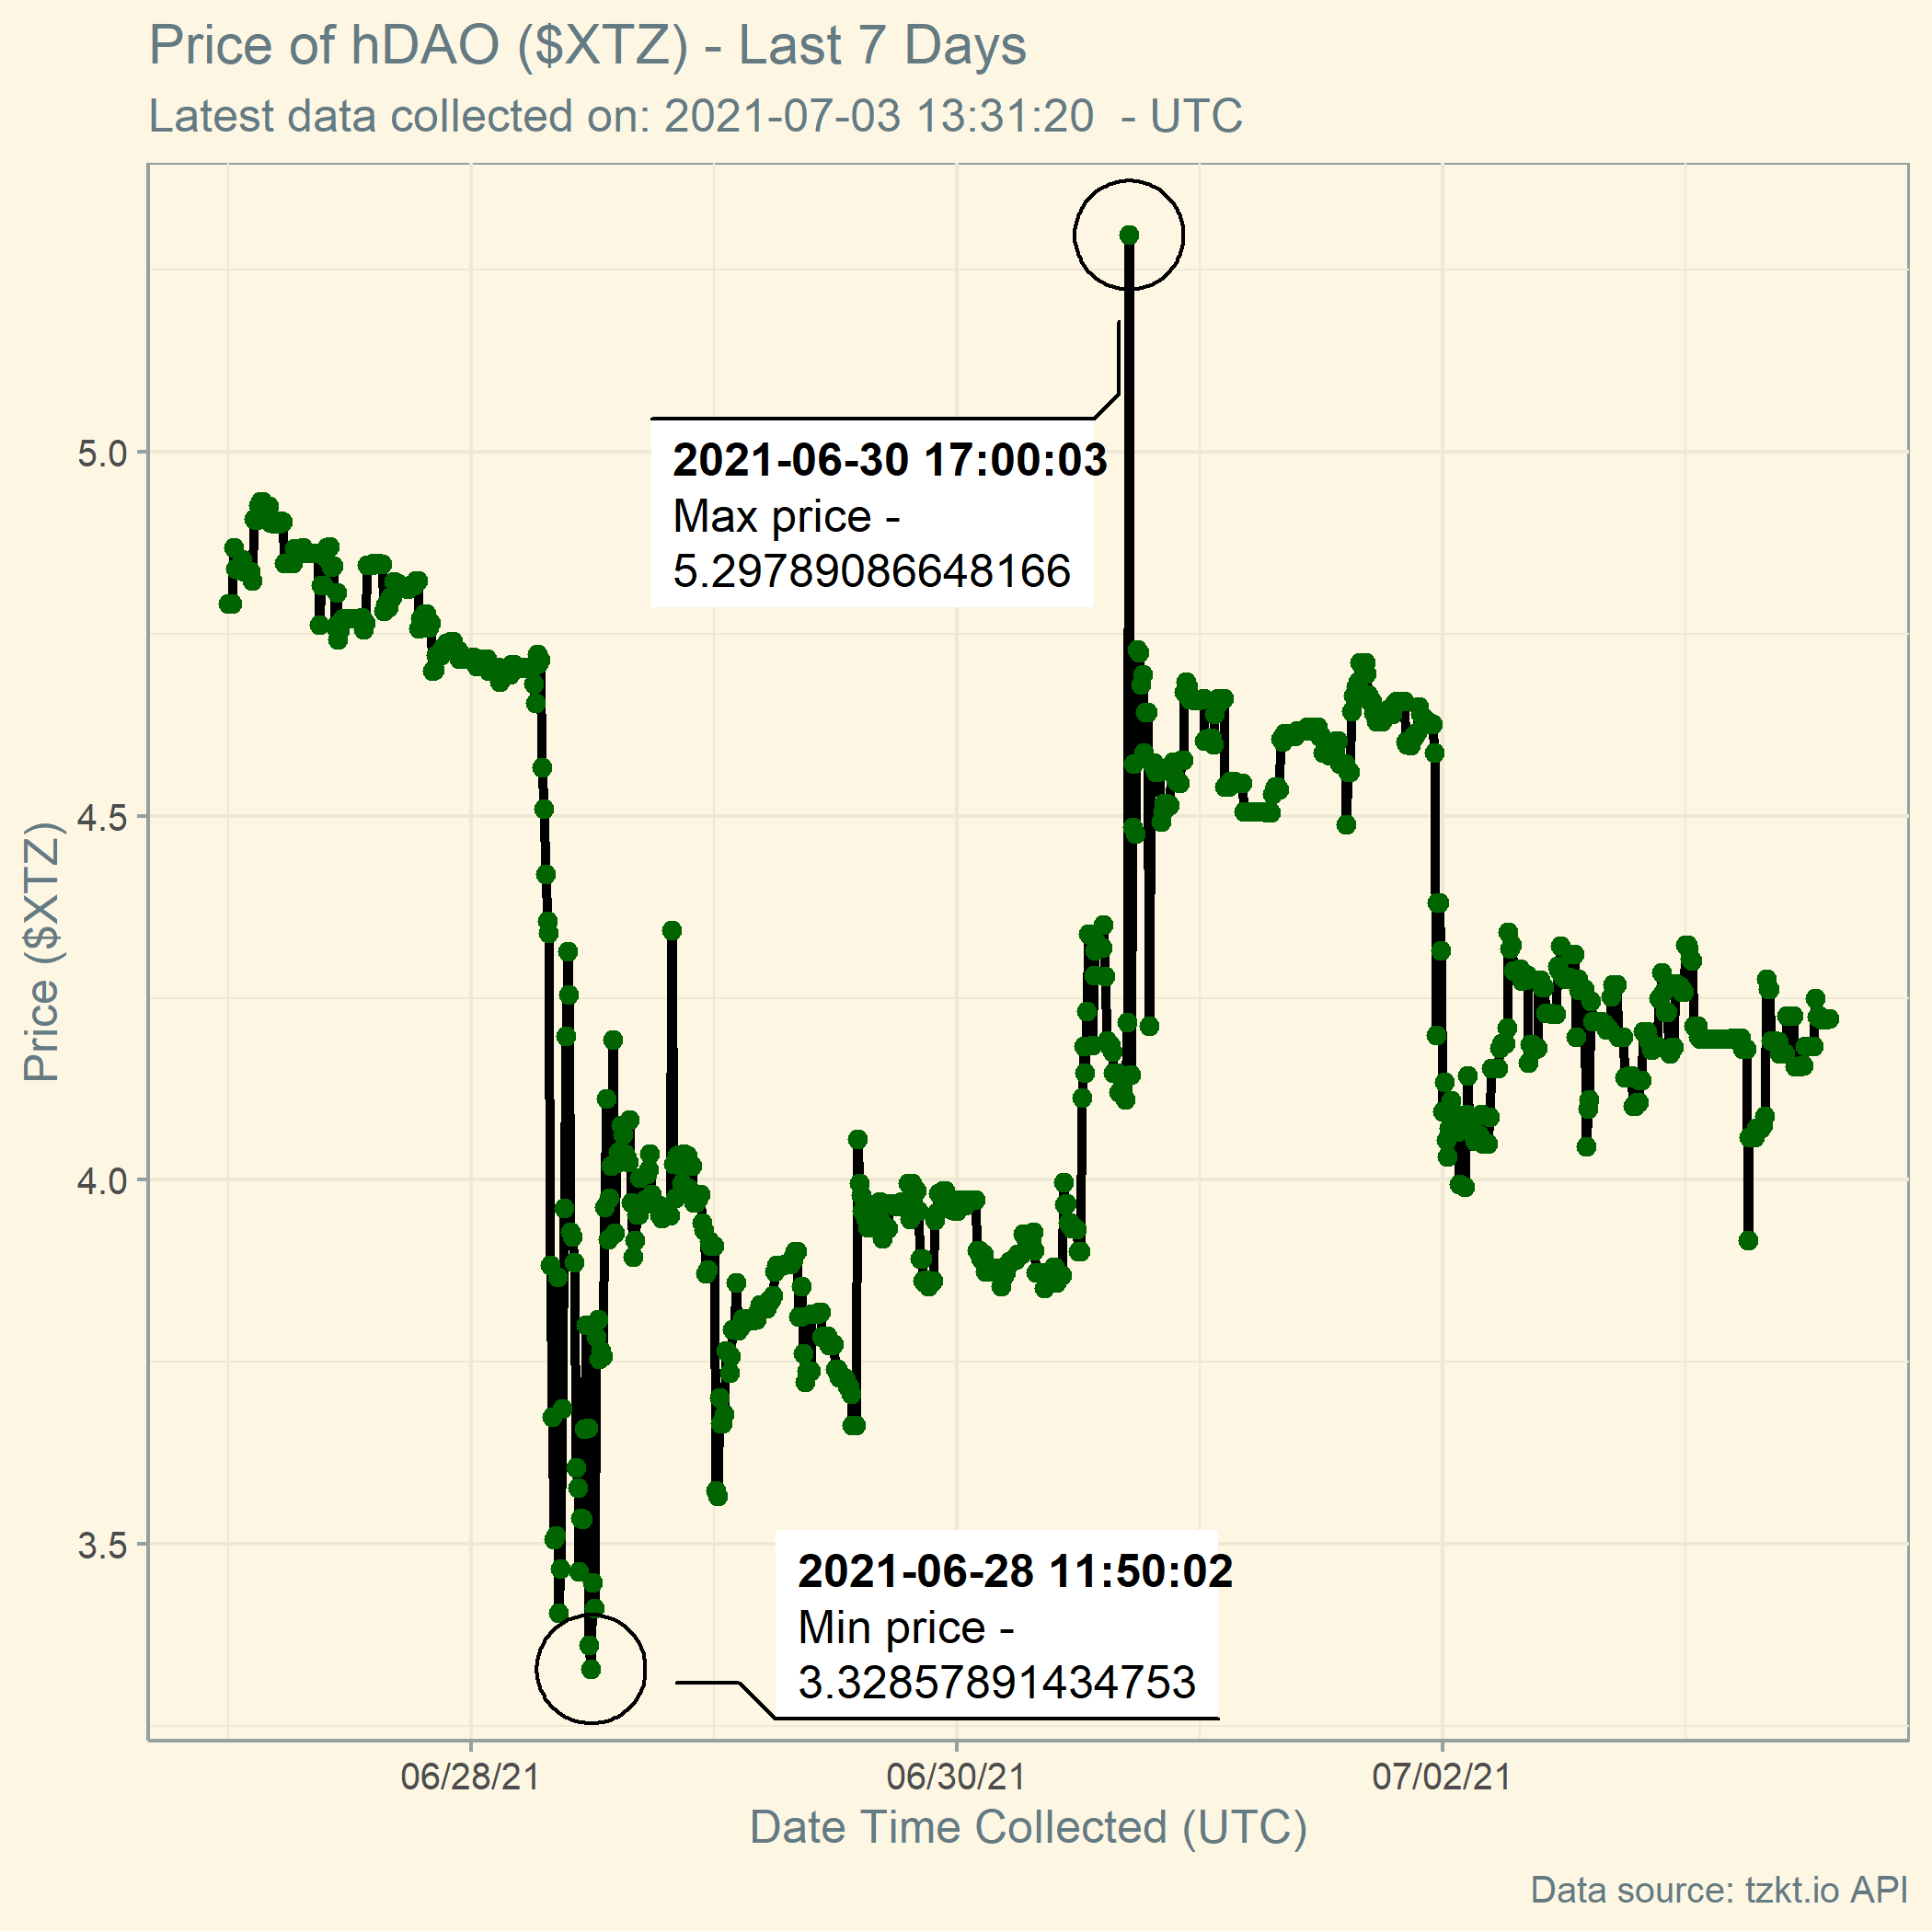 Price of hDAO ($XTZ) - Last 7 Days
Latest data collected on: 2021-07-03 13:31:20  - UTC
Price ($XTZ)
5.0
4.5
4.0
3.5
2021-06-30 17:00:03
Max price -
5.29789086648166
2021-06-28 11:50:02
Min price -
3.32857891434753
06/28/21
06/30/21
07/02/21
Date Time Collected (UTC)
Data source: tzkt.io API